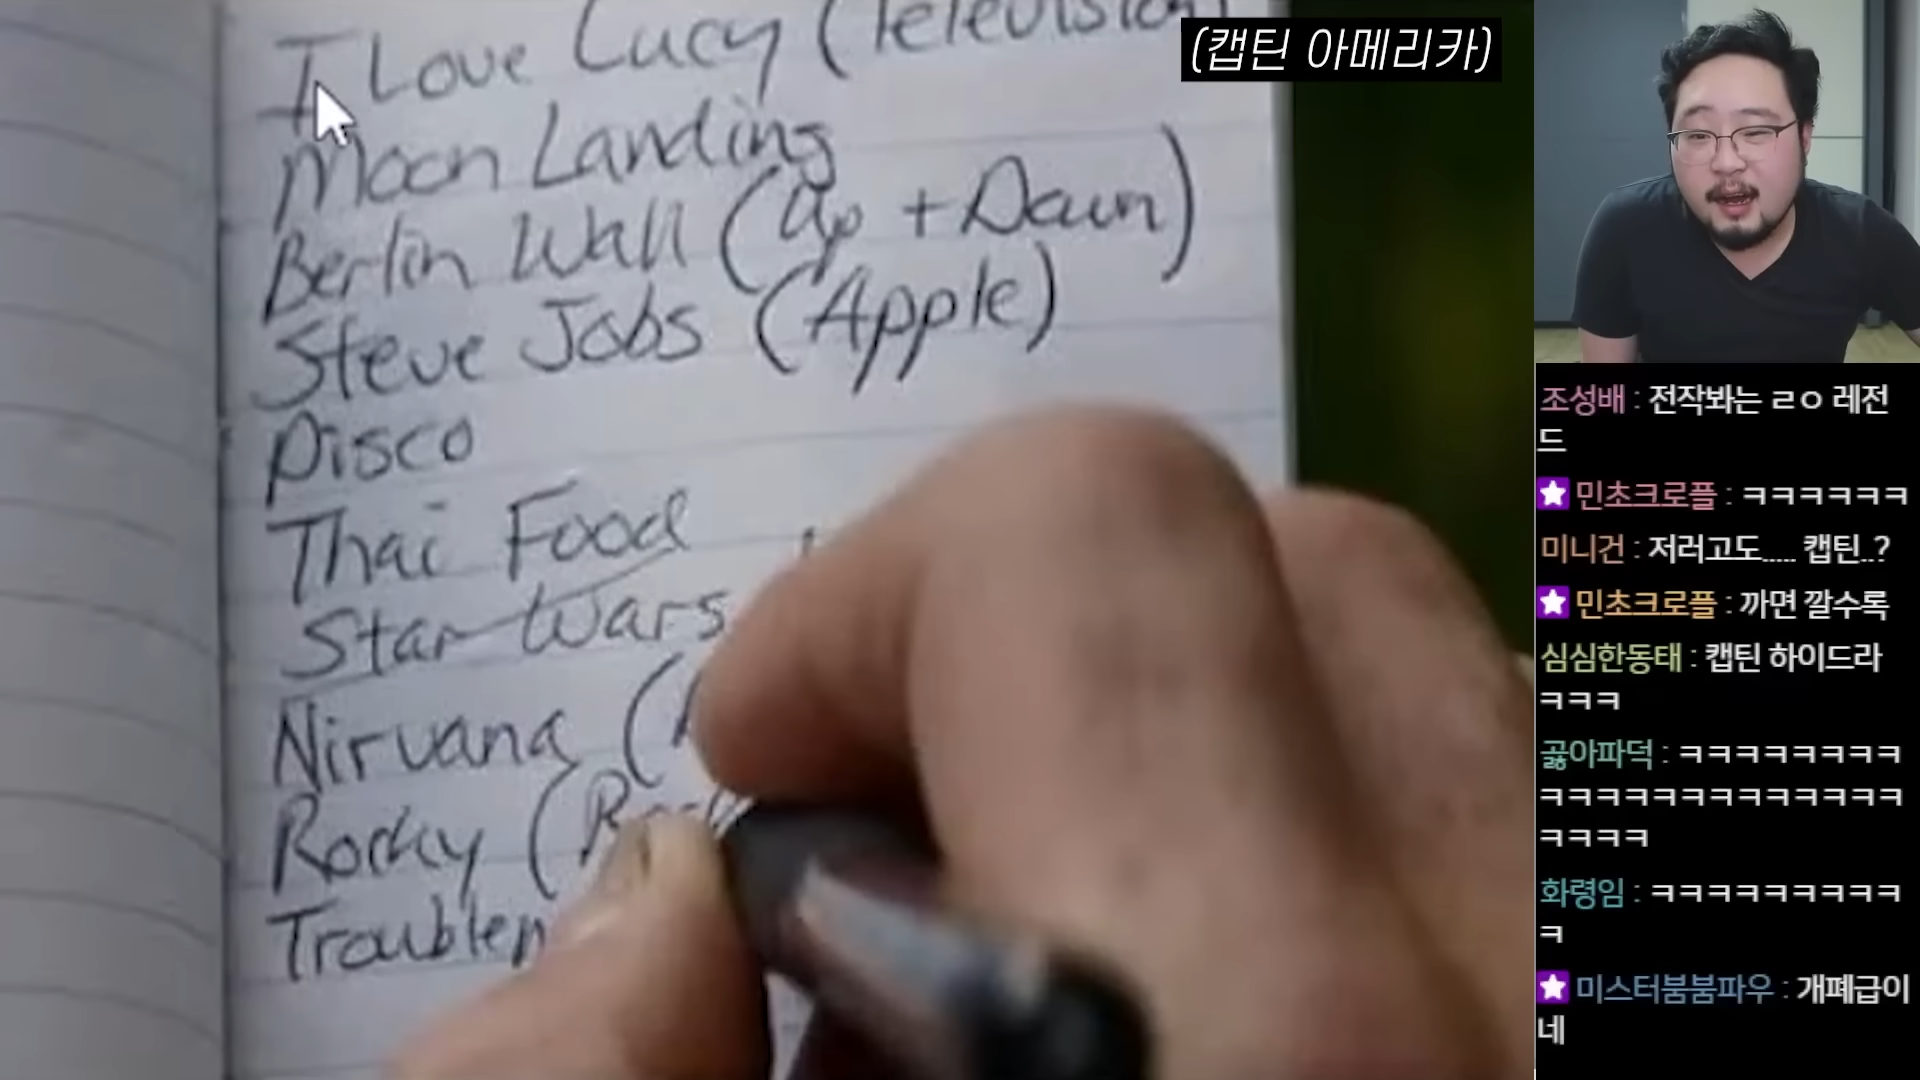 I Love Lucy (Television)
(캡틴 아메리카)
Moon Landing
Berlin Wall (Up + Down)
Steve Jobs (Apple)
Disco
Thai Food
Star Wars
Nirvana (
Rocky (
조성배 : 전작봐는 ㄹㅇ 레전
드
민초크로플 : ㅋㅋㅋㅋㅋㅋ
미니건 : 저러고도..... 캡틴..?
민초크로플 : 까면 깔수록
심심한동태 : 캡틴 하이드라
ㅋㅋㅋ
곯아파덕 : ㅋㅋㅋㅋㅋㅋㅋㅋ
ㅋㅋㅋㅋㅋㅋㅋㅋㅋㅋㅋㅋㅋ
ㅋㅋㅋㅋ
화령임 : ㅋㅋㅋㅋㅋㅋㅋㅋㅋ
ㅋ
미스터붐붐파우 : 개폐급이
네